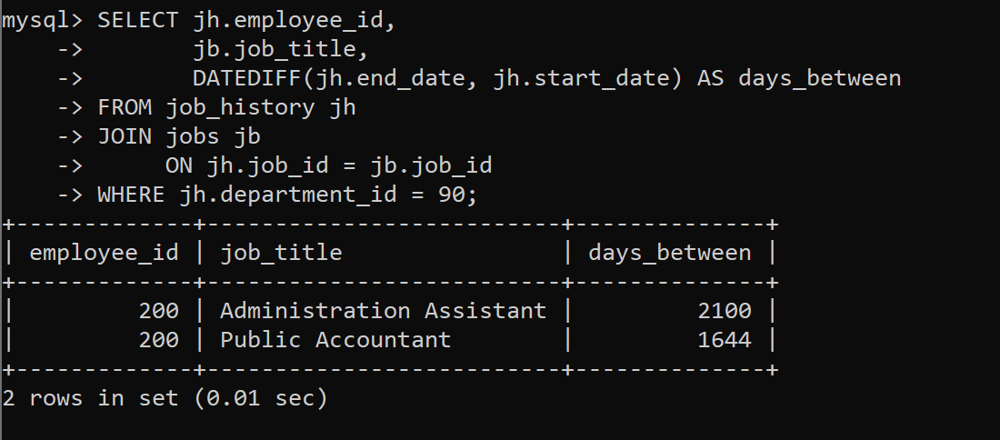 mysql> SELECT jh.employee_id,
    ->        jb.job_title,
    ->        DATEDIFF(jh.end_date, jh.start_date) AS days_between
    -> FROM job_history jh
    -> JOIN jobs jb
    ->      ON jh.job_id = jb.job_id
    -> WHERE jh.department_id = 90;
+-------------+--------------------------+--------------+
| employee_id | job_title                | days_between |
+-------------+--------------------------+--------------+
|         200 | Administration Assistant |         2100 |
|         200 | Public Accountant        |         1644 |
+-------------+--------------------------+--------------+
2 rows in set (0.01 sec)